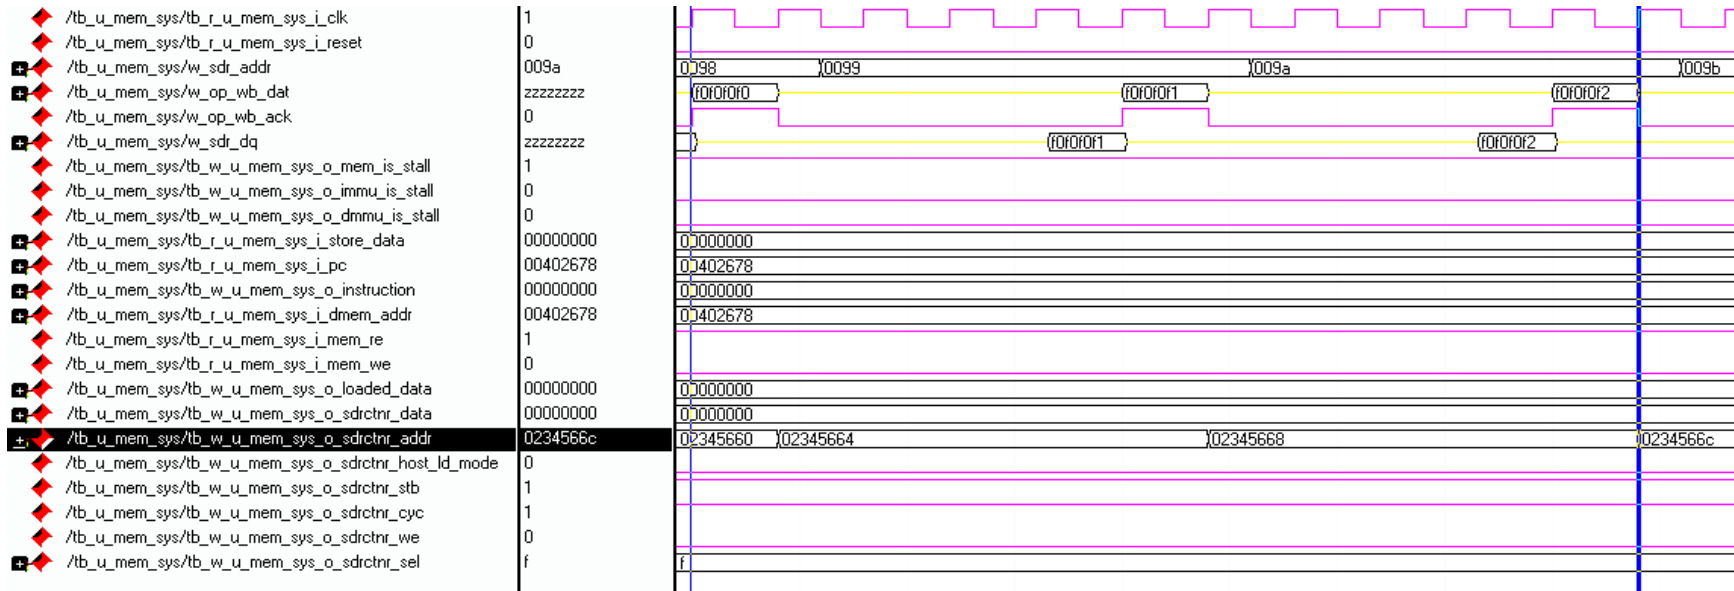 /tb_u_mem_sys/tb_r_u_mem_sys_i_clk 1
/tb_u_mem_sys/tb_r_u_mem_sys_i_reset 0
/tb_u_mem_sys/w_sdr_addr 009a 0098 0099 009a 009b
/tb_u_mem_sys/w_op_wb_dat zzzzzzzz f0f0f0f0 f0f0f0f1 f0f0f0f2
/tb_u_mem_sys/w_op_wb_ack 0
/tb_u_mem_sys/w_sdr_dq zzzzzzzz f0f0f0f1 f0f0f0f2
/tb_u_mem_sys/tb_w_u_mem_sys_o_mem_is_stall 1
/tb_u_mem_sys/tb_w_u_mem_sys_o_immu_is_stall 0
/tb_u_mem_sys/tb_w_u_mem_sys_o_dmmu_is_stall 0
/tb_u_mem_sys/tb_r_u_mem_sys_i_store_data 00000000 00000000
/tb_u_mem_sys/tb_r_u_mem_sys_i_pc 00402678 00402678
/tb_u_mem_sys/tb_w_u_mem_sys_o_instruction 00000000 00000000
/tb_u_mem_sys/tb_r_u_mem_sys_i_dmem_addr 00402678 00402678
/tb_u_mem_sys/tb_r_u_mem_sys_i_mem_re 1
/tb_u_mem_sys/tb_r_u_mem_sys_i_mem_we 0
/tb_u_mem_sys/tb_w_u_mem_sys_o_loaded_data 00000000 00000000
/tb_u_mem_sys/tb_w_u_mem_sys_o_sdrctnr_data 00000000 00000000
/tb_u_mem_sys/tb_w_u_mem_sys_o_sdrctnr_addr 0234566c 02345660 02345664 02345668 0234566c
/tb_u_mem_sys/tb_w_u_mem_sys_o_sdrctnr_host_ld_mode 0
/tb_u_mem_sys/tb_w_u_mem_sys_o_sdrctnr_stb 1
/tb_u_mem_sys/tb_w_u_mem_sys_o_sdrctnr_cyc 1
/tb_u_mem_sys/tb_w_u_mem_sys_o_sdrctnr_we 0
/tb_u_mem_sys/tb_w_u_mem_sys_o_sdrctnr_sel f f